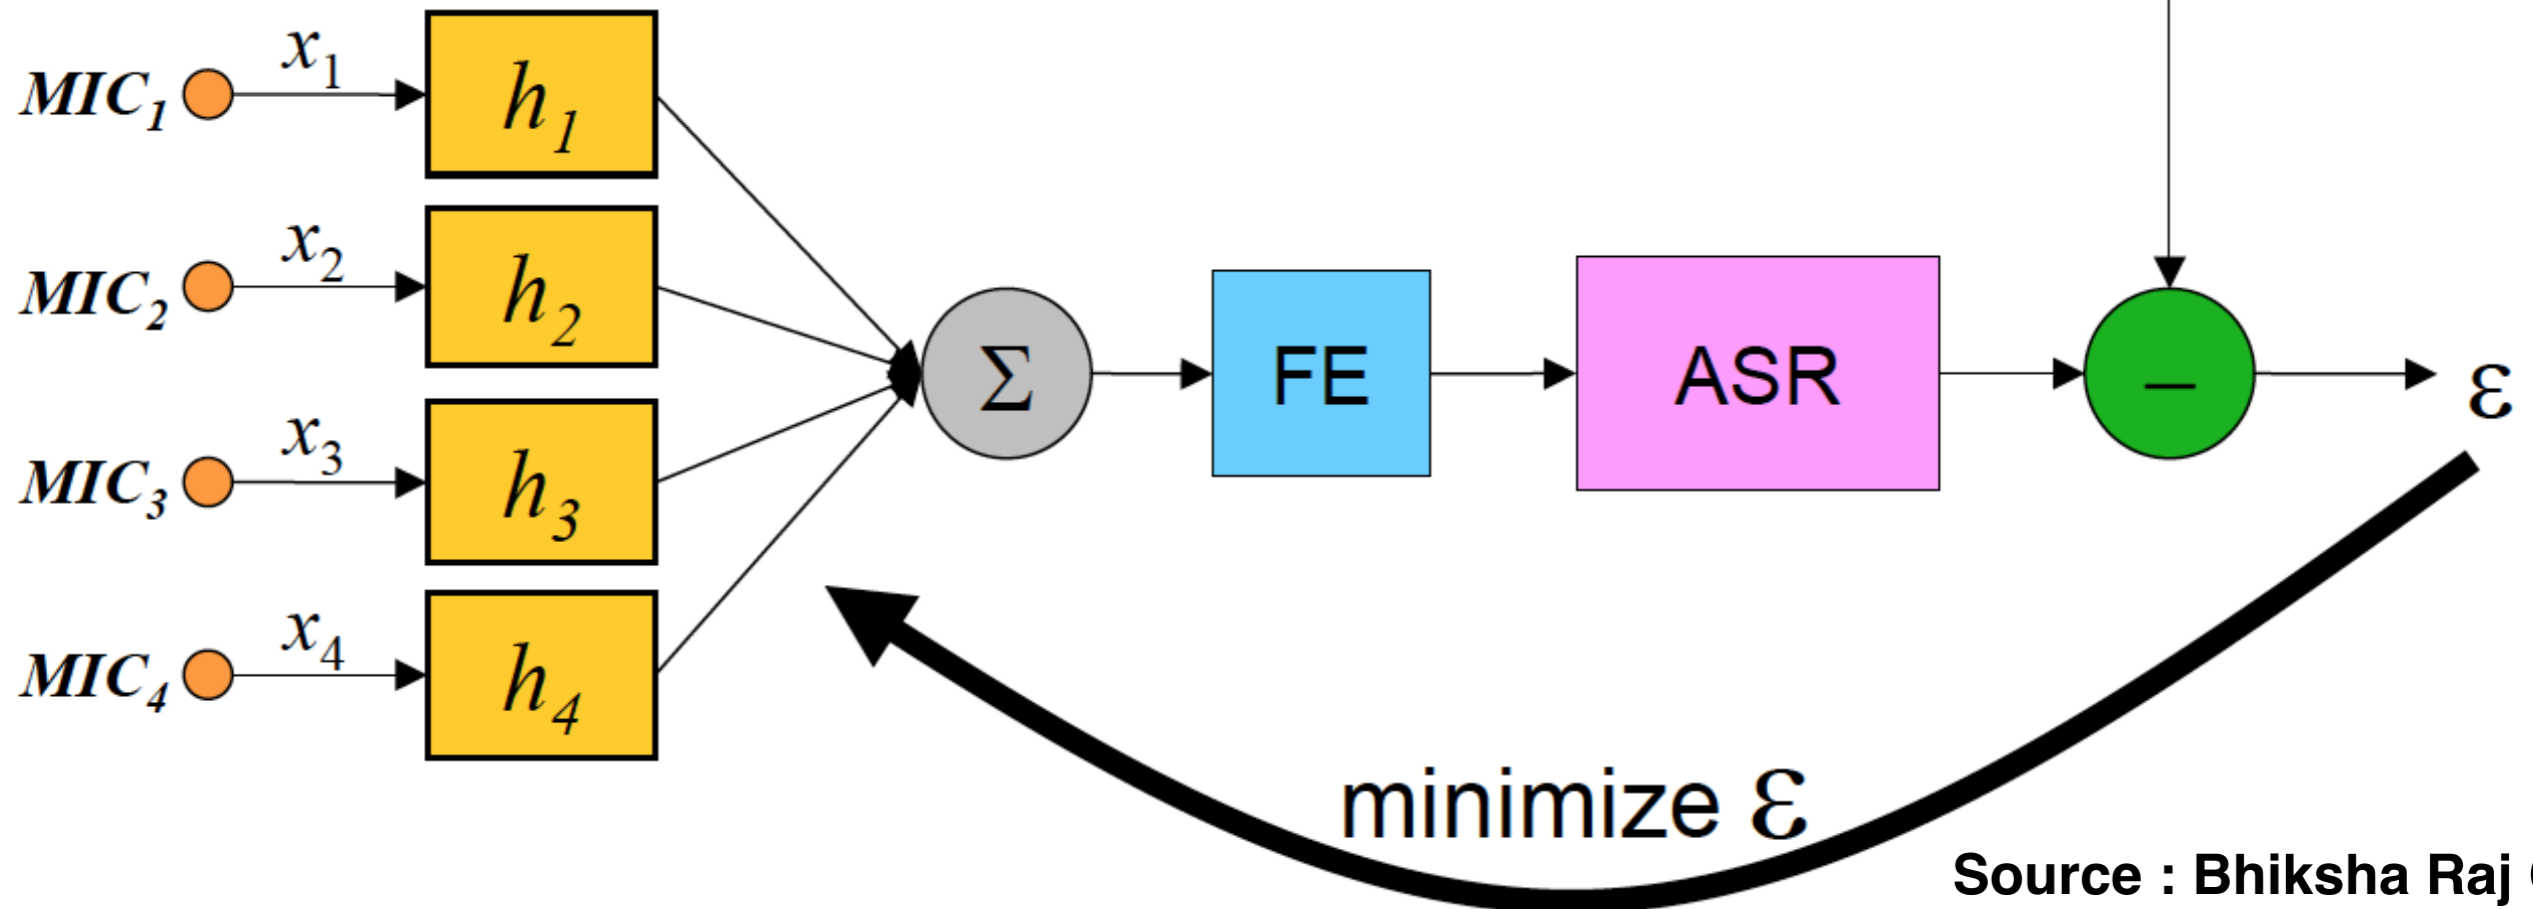 MIC1 x1 h1
MIC2 x2 h2
Σ FE ASR – ε
MIC3 x3 h3
MIC4 x4 h4
minimize ε
Source : Bhiksha Raj